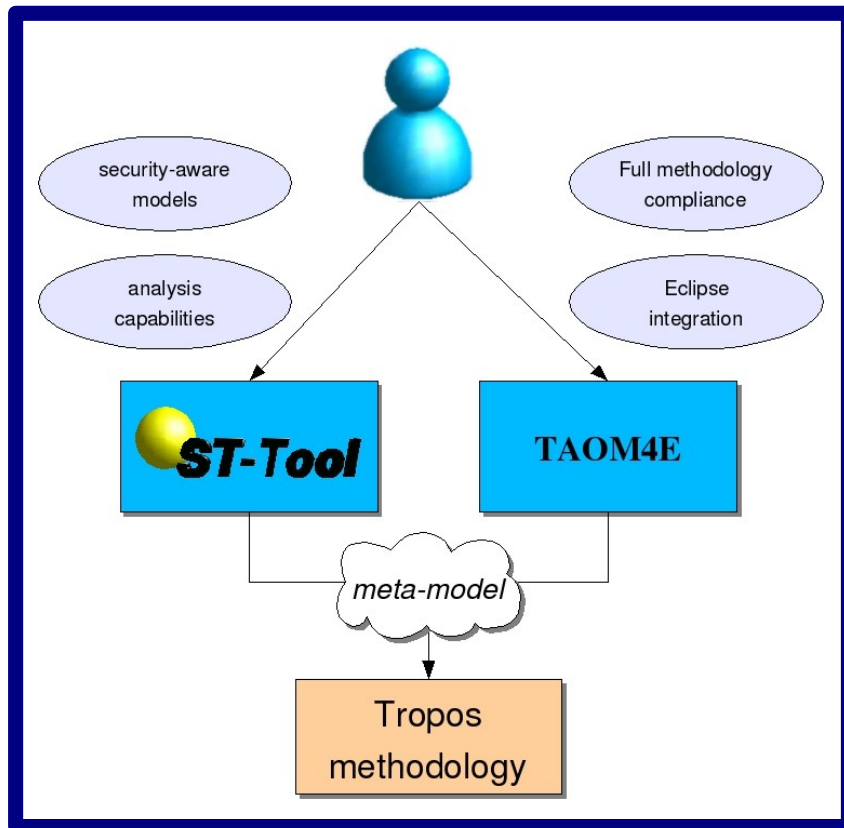 security-aware
models
Full methodology
compliance
analysis
capabilities
Eclipse
integration
ST-Tool
TAOM4E
meta-model
Tropos
methodology